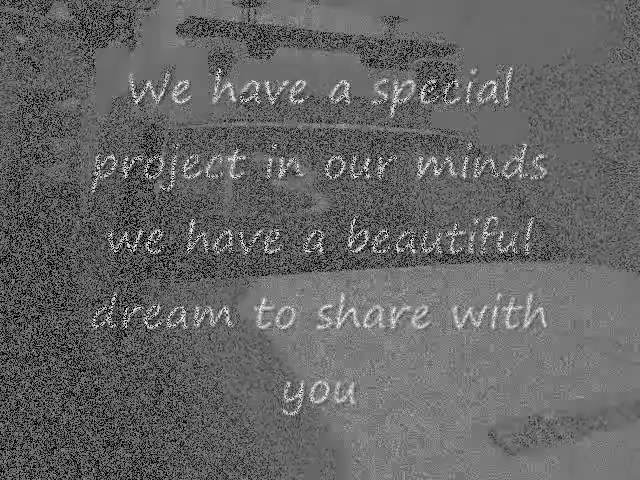 We have a special
project in our minds
we have a beautiful
dream to share with
you